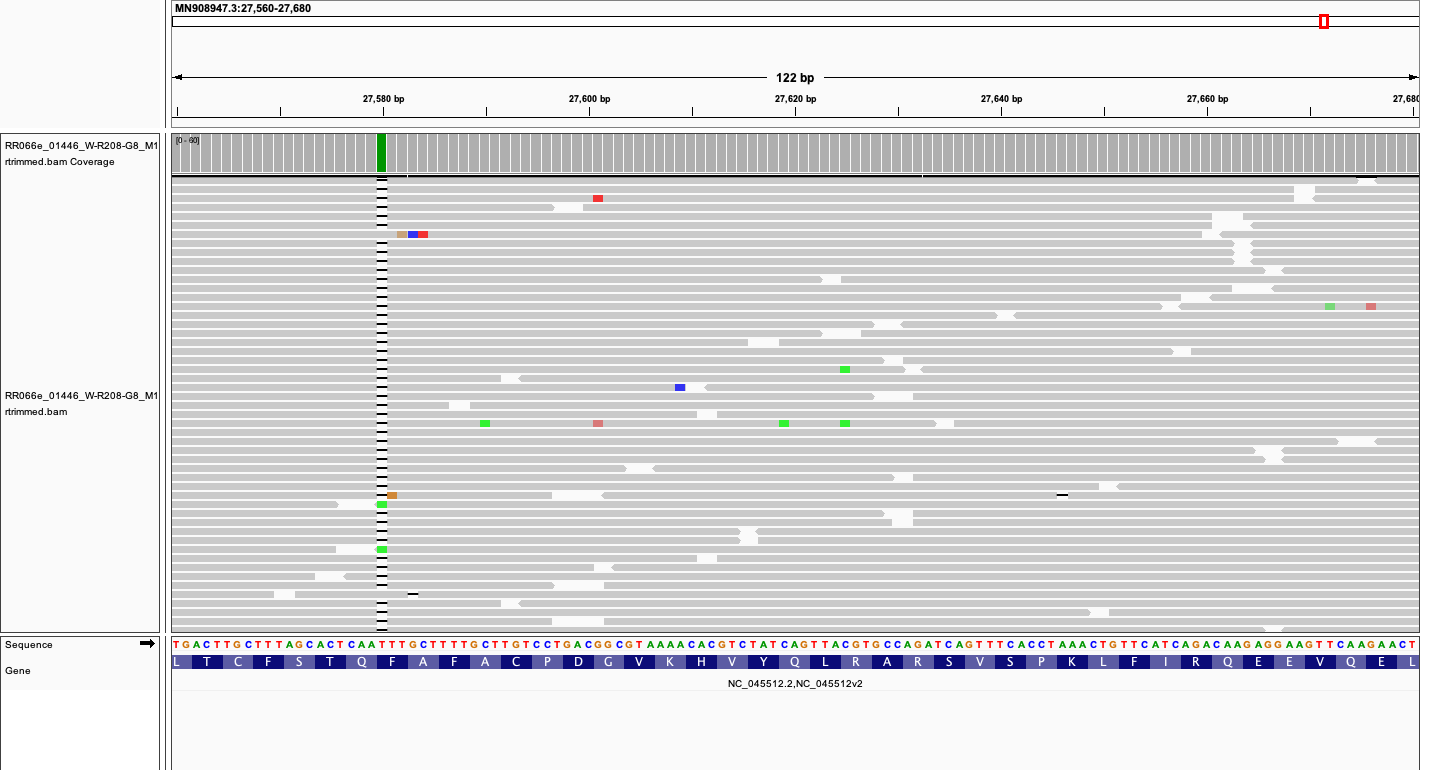 MN908947.3:27,560-27,680
122 bp
27,580 bp 27,600 bp 27,620 bp 27,640 bp 27,660 bp 27,680
RR066e_01446_W-R208-G8_M1
rtrimmed.bam Coverage
[0 - 60]
RR066e_01446_W-R208-G8_M1
rtrimmed.bam
Sequence
TGACTTGCTTTAGCACTCAATTTGCTTTTGCTTGTCCTGACGGCGTAAAACACGTCTATCAGTTACGTGCCAGATCAGTTTCACCTAAACTGTTCATCAGACAAGAGGAAGTTCAAGAACT
Gene
L T C F S T Q F A F A C P D G V K H V Y Q L R A R S V S P K L F I R Q E E V Q E L
NC_045512.2,NC_045512v2